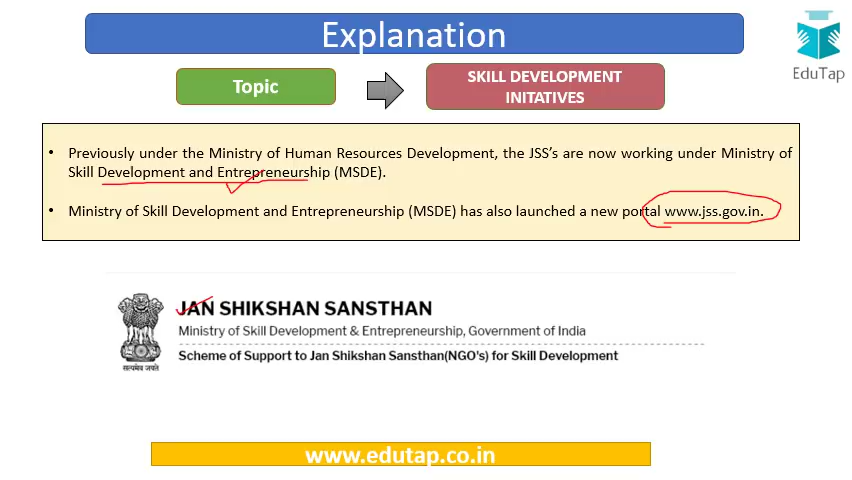 Explanation
EduTap
Topic
SKILL DEVELOPMENT
INITATIVES
• Previously under the Ministry of Human Resources Development, the JSS's are now working under Ministry of
Skill Development and Entrepreneurship (MSDE).
• Ministry of Skill Development and Entrepreneurship (MSDE) has also launched a new portal www.jss.gov.in.
JAN SHIKSHAN SANSTHAN
Ministry of Skill Development & Entrepreneurship, Government of India
Scheme of Support to Jan Shikshan Sansthan(NGO's) for Skill Development
सत्यमेव जयते
www.edutap.co.in